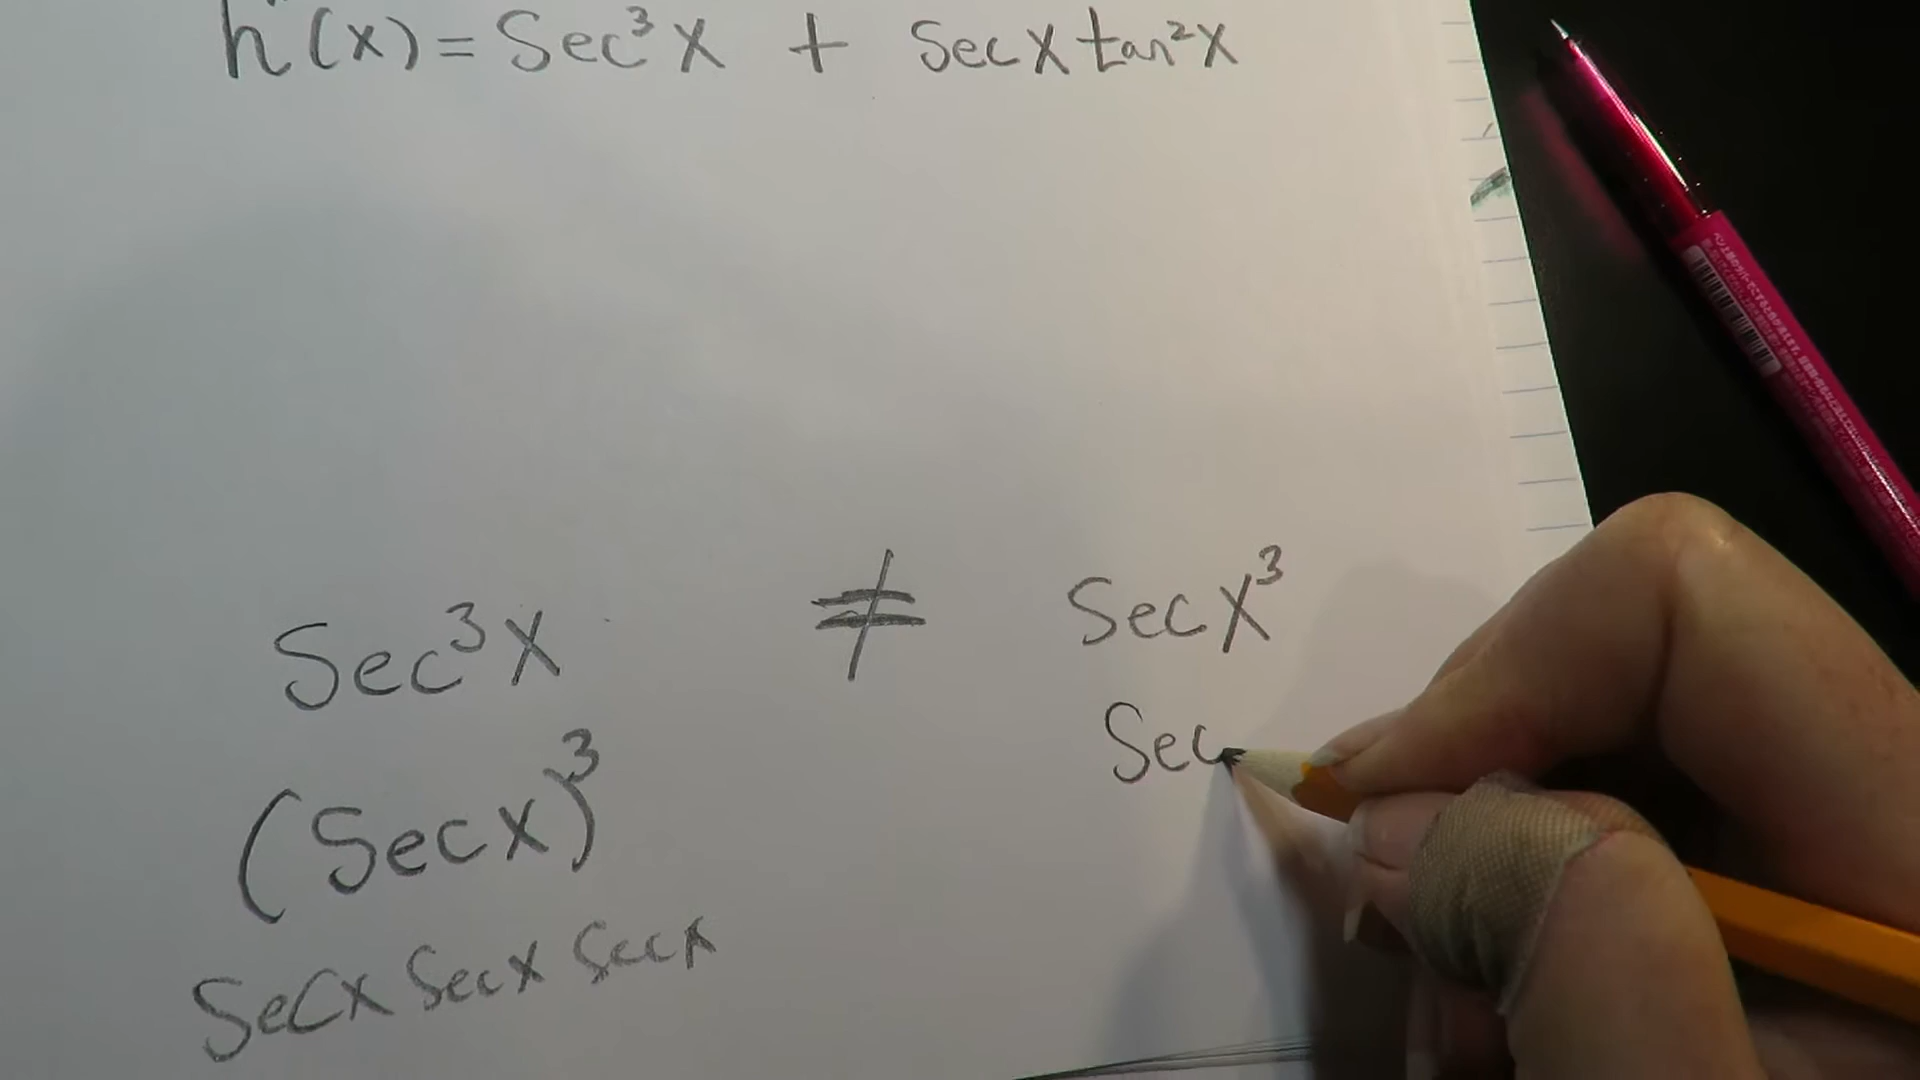 h"(x) = Sec³x + Secx tan²x
Sec³x ≠ Secx³
Sec
(Secx)³
Secx Secx Secx